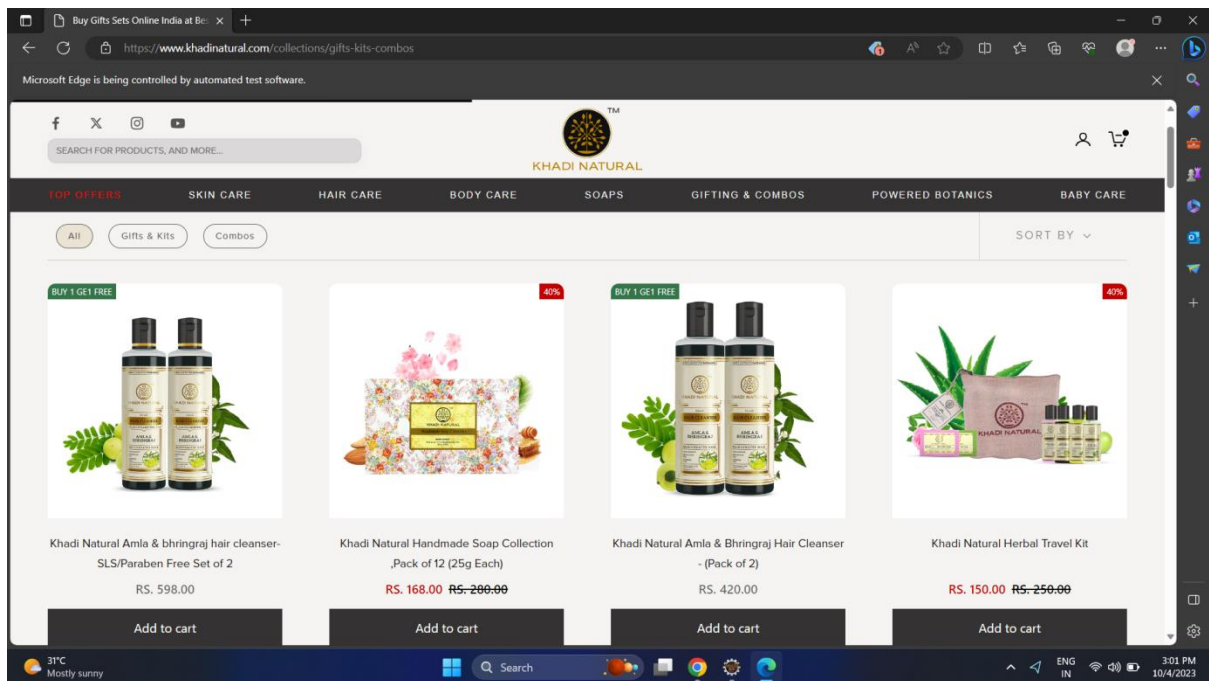 Buy Gifts Sets Online India at Bes
https://www.khadinatural.com/collections/gifts-kits-combos
Microsoft Edge is being controlled by automated test software.
TM
SEARCH FOR PRODUCTS, AND MORE...
KHADI NATURAL
TOP OFFERS SKIN CARE HAIR CARE BODY CARE SOAPS GIFTING & COMBOS POWERED BOTANICS BABY CARE
All Gifts & Kits Combos SORT BY
BUY 1 GE1 FREE 40% BUY 1 GE1 FREE 40%
KHADI NATURAL
AMLA & BHRINGRAJ
Khadi Natural Amla & bhringraj hair cleanser- Khadi Natural Handmade Soap Collection Khadi Natural Amla & Bhringraj Hair Cleanser Khadi Natural Herbal Travel Kit
SLS/Paraben Free Set of 2 ,Pack of 12 (25g Each) - (Pack of 2)
RS. 598.00 RS. 168.00 RS. 280.00 RS. 420.00 RS. 150.00 RS. 250.00
Add to cart Add to cart Add to cart Add to cart
31°C
Mostly sunny
Search
ENG
IN
3:01 PM
10/4/2023